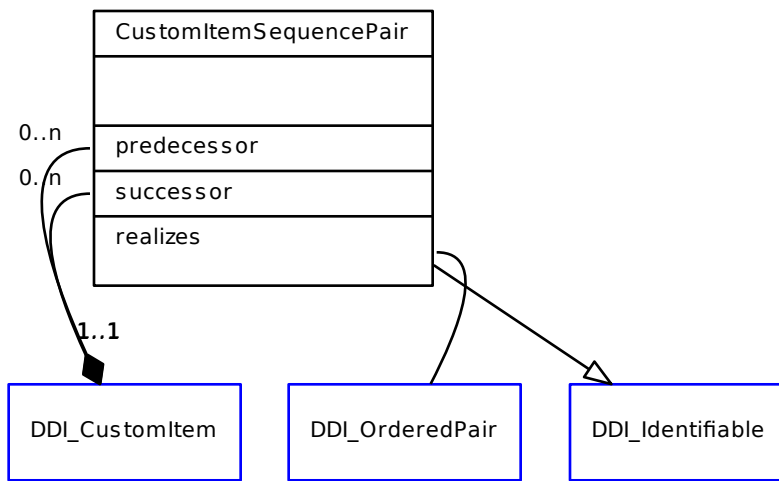 CustomItemSequencePair
0..n
predecessor
0..n
successor
realizes
1..1
DDI_CustomItem
DDI_OrderedPair
DDI_Identifiable